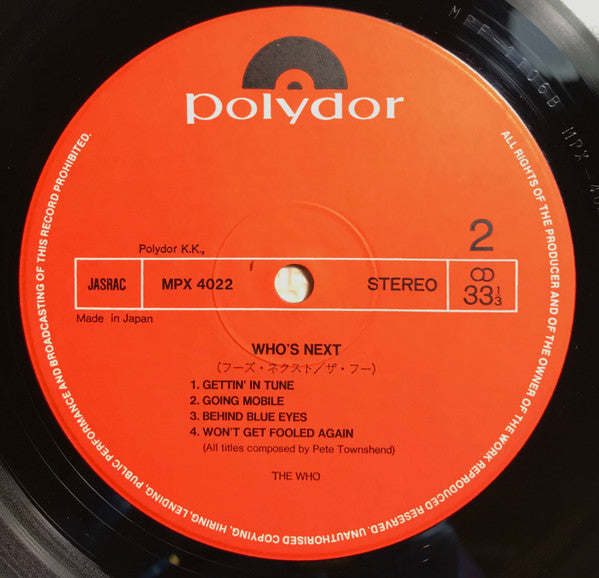 polydor
2
Polydor K.K.,
JASRAC
MPX 4022
STEREO
33⅓
Made in Japan
WHO'S NEXT
(フーズ・ネクスト/ザ・フー)
1. GETTIN' IN TUNE
2. GOING MOBILE
3. BEHIND BLUE EYES
4. WON'T GET FOOLED AGAIN
(All titles composed by Pete Townshend)
THE WHO
ALL RIGHTS OF THE PRODUCER AND OF THE OWNER OF THE WORK REPRODUCED RESERVED. UNAUTHORISED COPYING, HIRING, LENDING, PUBLIC PERFORMANCE AND BROADCASTING OF THIS RECORD PROHIBITED.